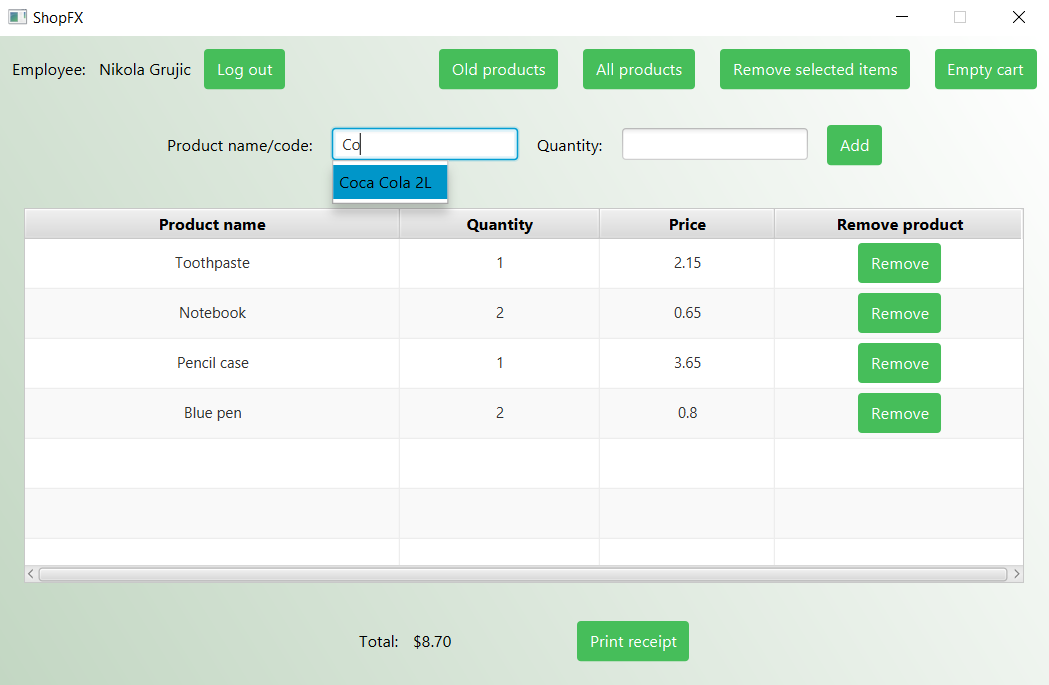 ShopFX
Employee: Nikola Grujic Log out Old products All products Remove selected items Empty cart
Product name/code: Co Quantity: Add
Coca Cola 2L
Product name Quantity Price Remove product
Toothpaste 1 2.15 Remove
Notebook 2 0.65 Remove
Pencil case 1 3.65 Remove
Blue pen 2 0.8 Remove
Total: $8.70 Print receipt